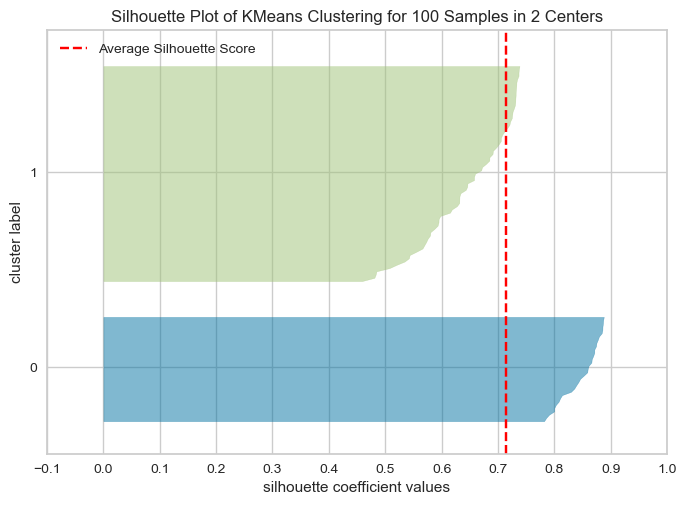 Silhouette Plot of KMeans Clustering for 100 Samples in 2 Centers
Average Silhouette Score
cluster label
1
0
−0.1 0.0 0.1 0.2 0.3 0.4 0.5 0.6 0.7 0.8 0.9 1.0
silhouette coefficient values